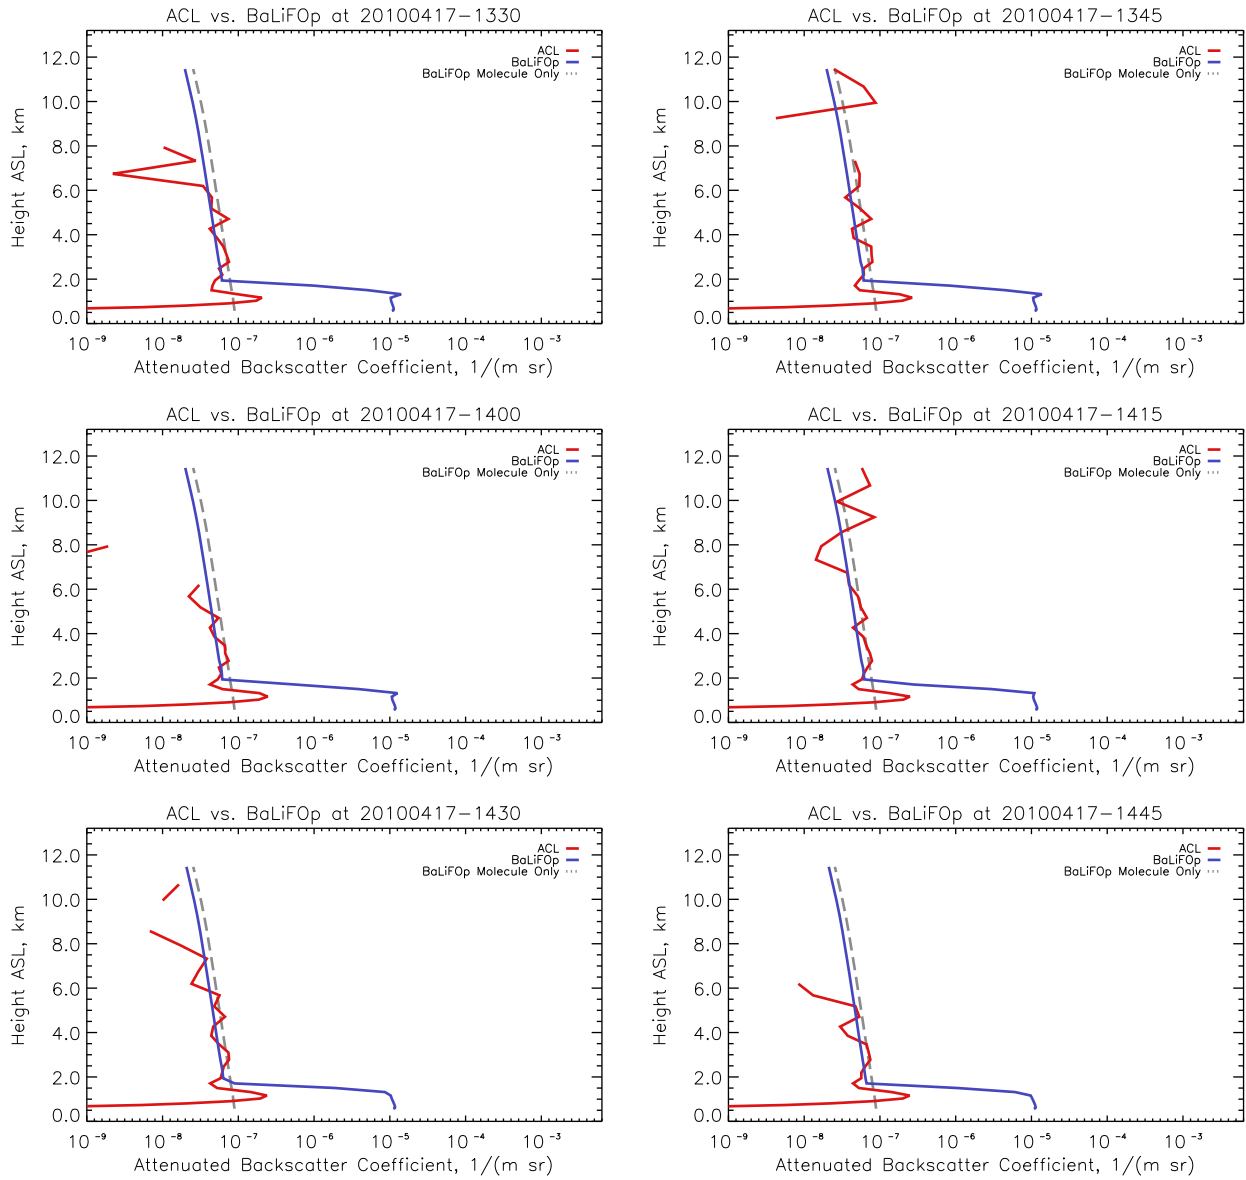 ACL vs. BaLiFOp at 20100417-1330
12.0
10.0
8.0
6.0
4.0
2.0
0.0
Height ASL, km
ACL
BaLiFOp
BaLiFOp Molecule Only
10⁻⁹ 10⁻⁸ 10⁻⁷ 10⁻⁶ 10⁻⁵ 10⁻⁴ 10⁻³
Attenuated Backscatter Coefficient, 1/(m sr)
ACL vs. BaLiFOp at 20100417-1345
12.0
10.0
8.0
6.0
4.0
2.0
0.0
Height ASL, km
ACL
BaLiFOp
BaLiFOp Molecule Only
10⁻⁹ 10⁻⁸ 10⁻⁷ 10⁻⁶ 10⁻⁵ 10⁻⁴ 10⁻³
Attenuated Backscatter Coefficient, 1/(m sr)
ACL vs. BaLiFOp at 20100417-1400
12.0
10.0
8.0
6.0
4.0
2.0
0.0
Height ASL, km
ACL
BaLiFOp
BaLiFOp Molecule Only
10⁻⁹ 10⁻⁸ 10⁻⁷ 10⁻⁶ 10⁻⁵ 10⁻⁴ 10⁻³
Attenuated Backscatter Coefficient, 1/(m sr)
ACL vs. BaLiFOp at 20100417-1415
12.0
10.0
8.0
6.0
4.0
2.0
0.0
Height ASL, km
ACL
BaLiFOp
BaLiFOp Molecule Only
10⁻⁹ 10⁻⁸ 10⁻⁷ 10⁻⁶ 10⁻⁵ 10⁻⁴ 10⁻³
Attenuated Backscatter Coefficient, 1/(m sr)
ACL vs. BaLiFOp at 20100417-1430
12.0
10.0
8.0
6.0
4.0
2.0
0.0
Height ASL, km
ACL
BaLiFOp
BaLiFOp Molecule Only
10⁻⁹ 10⁻⁸ 10⁻⁷ 10⁻⁶ 10⁻⁵ 10⁻⁴ 10⁻³
Attenuated Backscatter Coefficient, 1/(m sr)
ACL vs. BaLiFOp at 20100417-1445
12.0
10.0
8.0
6.0
4.0
2.0
0.0
Height ASL, km
ACL
BaLiFOp
BaLiFOp Molecule Only
10⁻⁹ 10⁻⁸ 10⁻⁷ 10⁻⁶ 10⁻⁵ 10⁻⁴ 10⁻³
Attenuated Backscatter Coefficient, 1/(m sr)